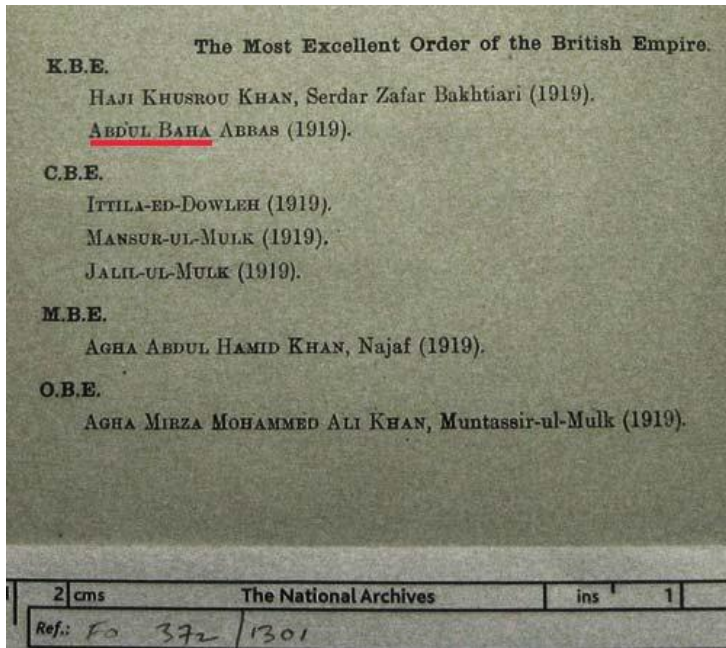 The Most Excellent Order of the British Empire.
K.B.E.
HAJI KHUSROU KHAN, Serdar Zafar Bakhtiari (1919).
ABDUL BAHA ABBAS (1919).
C.B.E.
ITTILA-ED-DOWLEH (1919).
MANSUR-UL-MULK (1919).
JALIL-UL-MULK (1919).
M.B.E.
AGHA ABDUL HAMID KHAN, Najaf (1919).
O.B.E.
AGHA MIRZA MOHAMMED ALI KHAN, Muntassir-ul-Mulk (1919).
2 cms The National Archives ins 1
Ref.: FO 372/1301